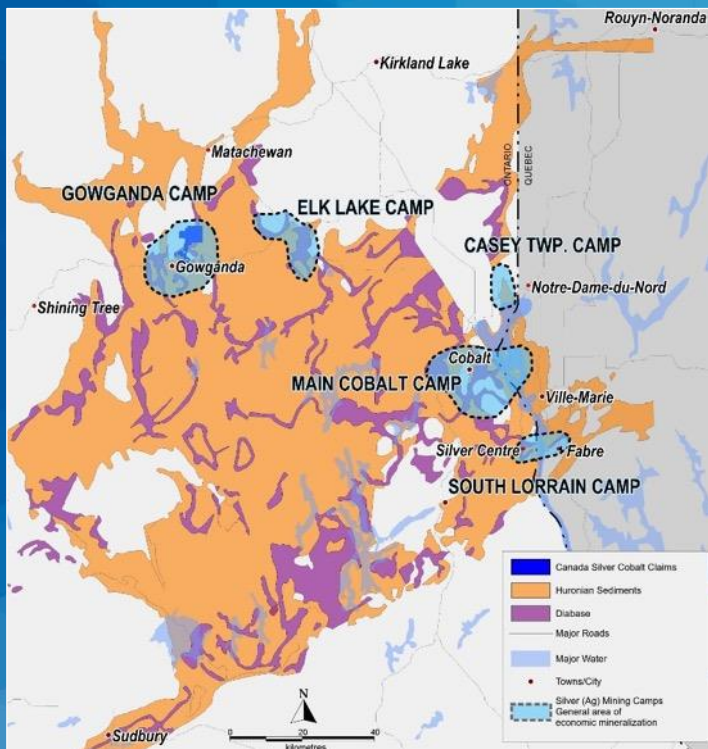 Rouyn-Noranda
Kirkland Lake
Matachewan
ONTARIO
QUEBEC
GOWGANDA CAMP
ELK LAKE CAMP
CASEY TWP. CAMP
Gowganda
Notre-Dame-du-Nord
Shining Tree
Cobalt
MAIN COBALT CAMP
Ville-Marie
Silver Centre
Fabre
SOUTH LORRAIN CAMP
Canada Silver Cobalt Claims
Huronian Sediments
Diabase
Major Roads
Major Water
Towns/City
Silver (Ag) Mining Camps
General area of
economic mineralization
N
0 20 40
kilometres
Sudbury